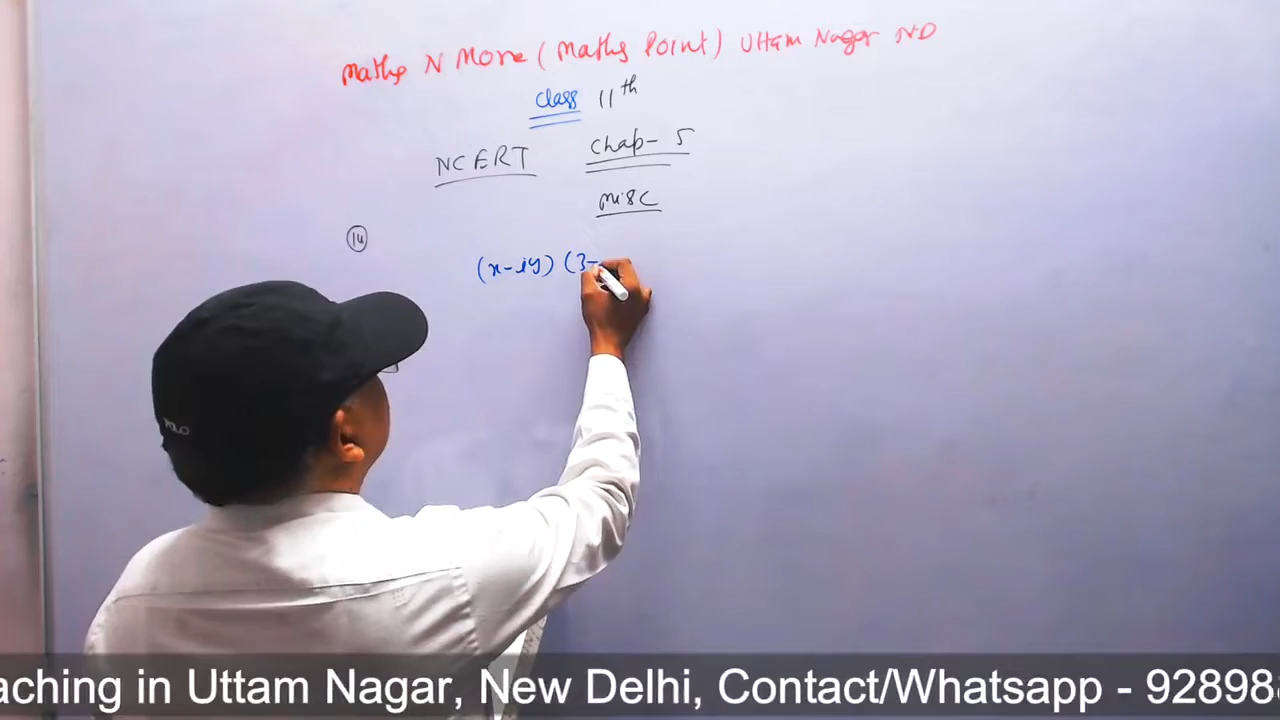 Maths N More (Maths Point) Uttam Nagar ND
Class 11th
NCERT Chap- 5
Misc
14
(x-iy) (3-
aching in Uttam Nagar, New Delhi, Contact/Whatsapp - 92898